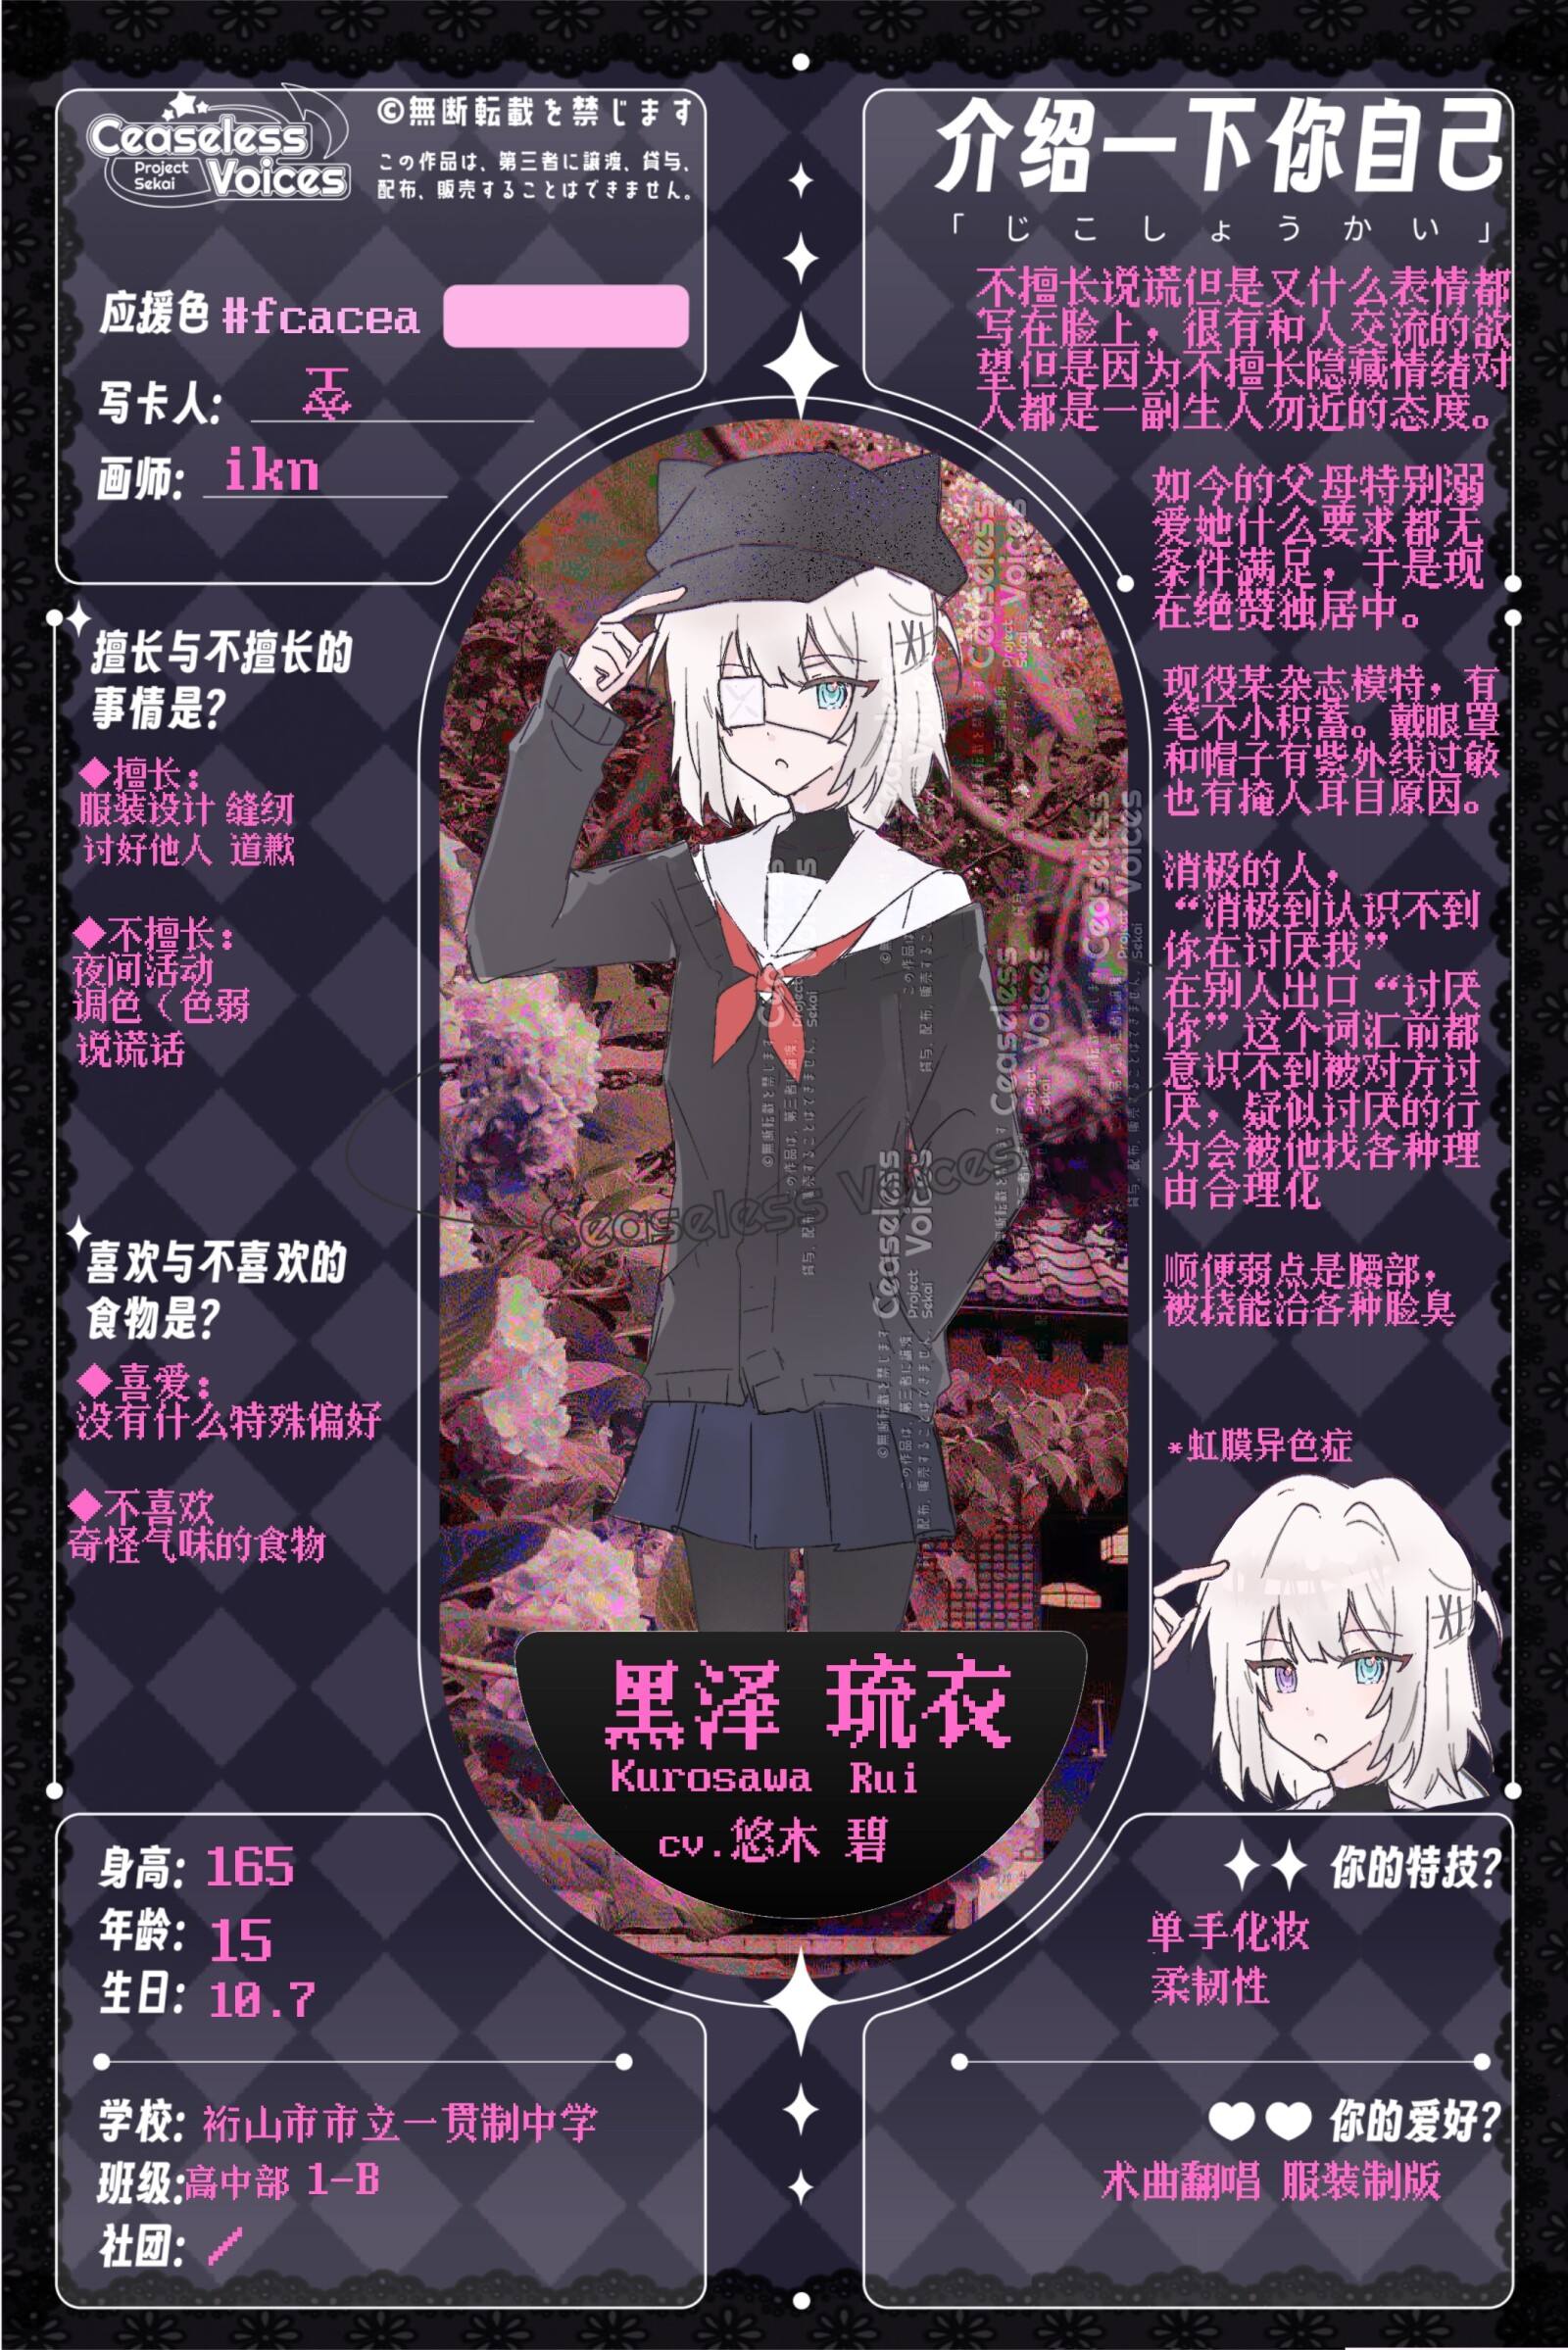 Ceaseless
Voices
Project
Sekai
©無断転載を禁じます
この作品は、第三者に譲渡、貸与、
配布、販売することはできません。
应援色 #fcacea
写卡人：
画师: ikn
擅长与不擅长的
事情是?
◆擅长：
服装设计 缝纫
讨好他人 道歉
◆不擅长：
夜间活动
调色（色弱
说谎话
喜欢与不喜欢的
食物是?
◆喜爱：
没有什么特殊偏好
◆不喜欢
奇怪气味的食物
介绍一下你自己
「じこしょうかい」
不擅长说谎但是又什么表情都
写在脸上，很有和人交流的欲
望但是因为不擅长隐藏情绪对
人都是一副生人勿近的态度。
如今的父母特别溺
爱她什么要求都无
条件满足，于是现
在绝赞独居中。
现役某杂志模特，有
笔不小积蓄。戴眼罩
和帽子有紫外线过敏
也有掩人耳目原因。
消极的人，
“消极到认识不到
你在讨厌我”
在别人出口“讨厌
你”这个词汇前都
意识不到被对方讨
厌，疑似讨厌的行
为会被他找各种理
由合理化
顺便弱点是腰部，
被挠能治各种脸臭
*虹膜异色症
Ceaseless Voices
黑泽 琉衣
Kurosawa Rui
cv.悠木 碧
身高: 165
年龄: 15
生日: 10.7
学校: 裄山市市立一贯制中学
班级:高中部 1-B
社团: /
你的特技?
单手化妆
柔韧性
你的爱好?
术曲翻唱 服装制版